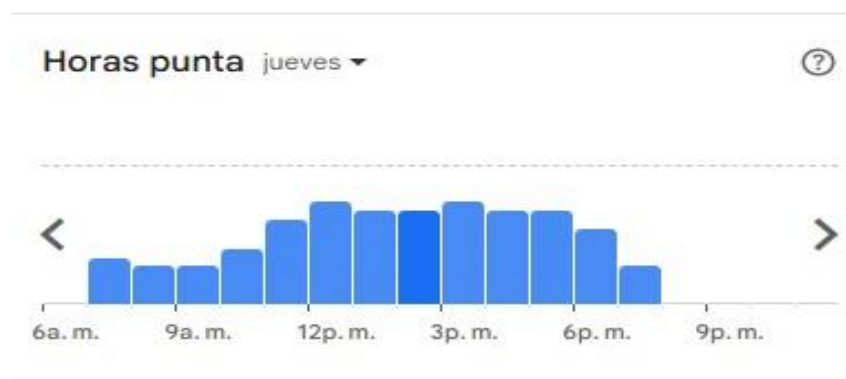 Horas punta jueves
6a. m. 9a. m. 12p. m. 3p. m. 6p. m. 9p. m.